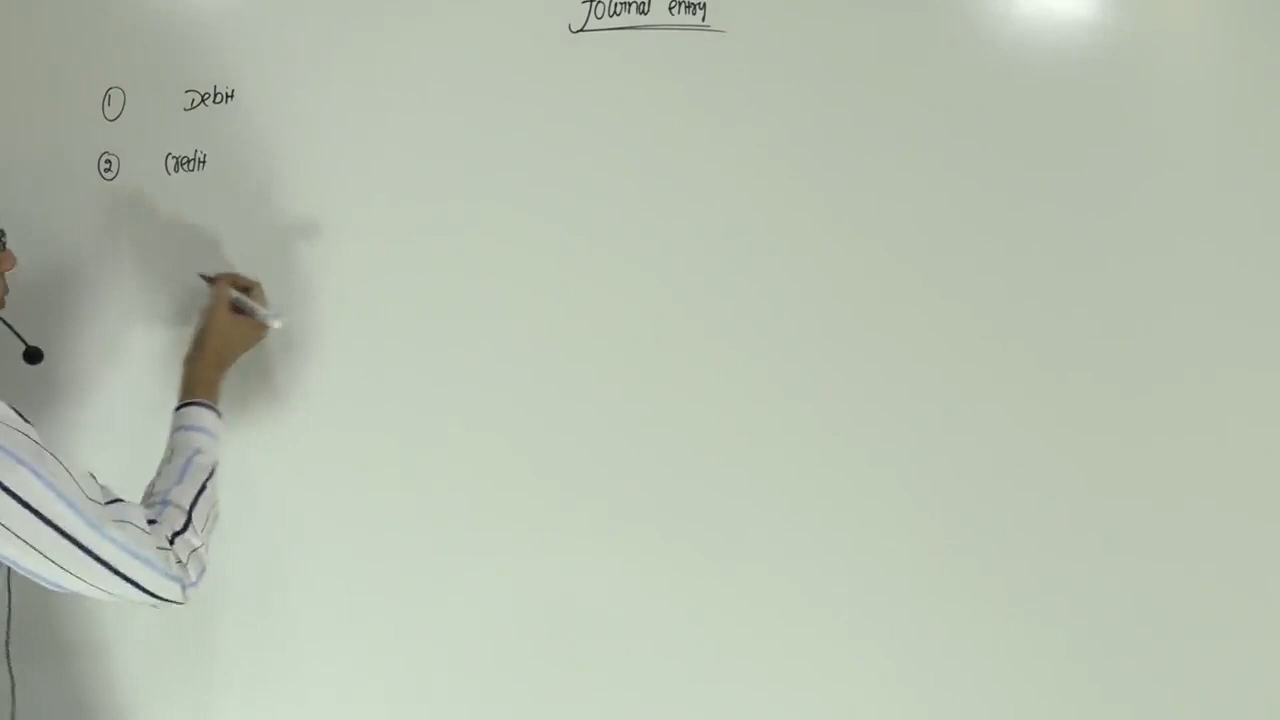 Journal entry
① Debit
② Credit